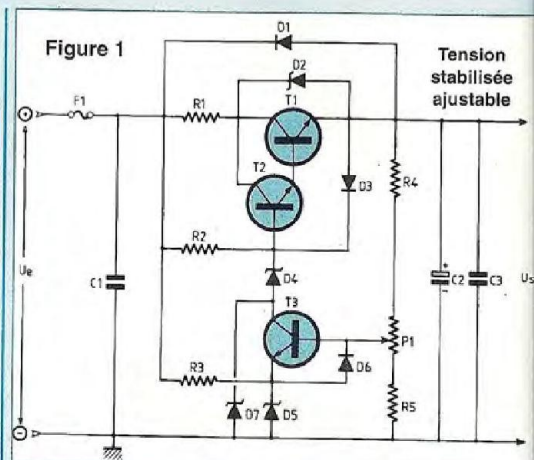 Figure 1
Tension
stabilisée
ajustable
D1
D2
F1
R1
T1
T2
D3
R4
R2
Ue
C1
D4
C2
C3
Us
T3
P1
R3
D6
D7
D5
R5